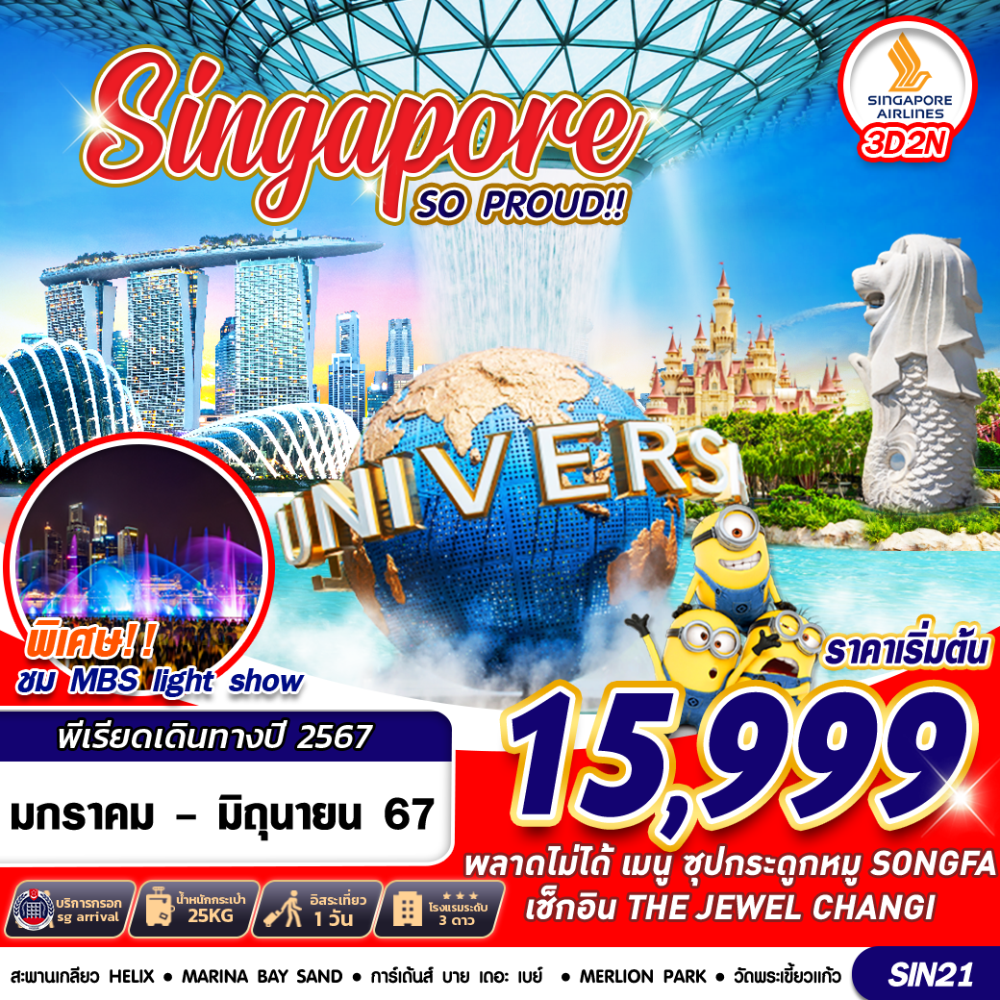 Singapore
SO PROUD!!
SINGAPORE
AIRLINES
3D2N
UNIVERS
พิเศษ!!
ชม MBS light show
ราคาเริ่มต้น
15,999
พีเรียดเดินทางปี 2567
มกราคม – มิถุนายน 67
พลาดไม่ได้ เมนู ซุปกระดูกหมู SONGFA
เช็กอิน THE JEWEL CHANGI
บริการกรอก
sg arrival
น้ำหนักกระเป๋า
25KG
อิสระเที่ยว
1 วัน
โรงแรมระดับ
3 ดาว
สะพานเกลียว HELIX ● MARINA BAY SAND ● การ์เด้นส์ บาย เดอะ เบย์ ● MERLION PARK ● วัดพระเขี้ยวแก้ว
SIN21